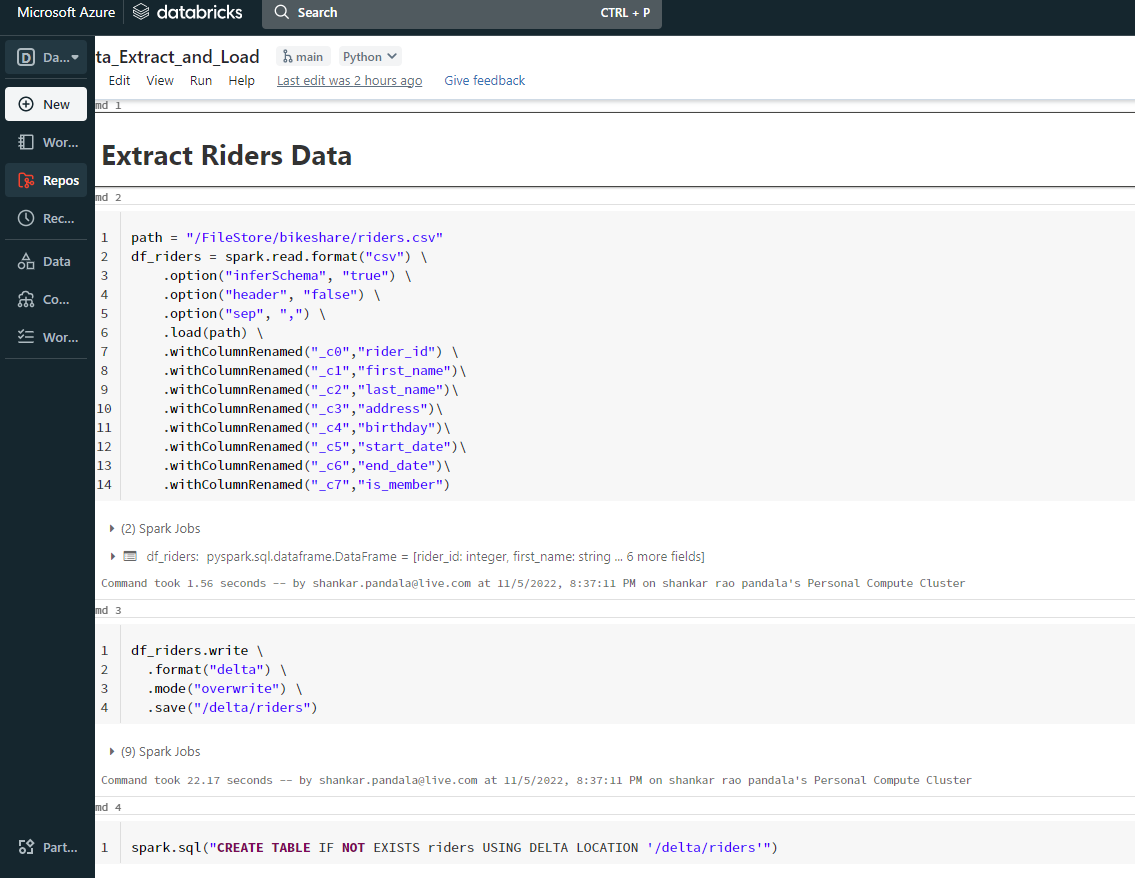 Microsoft Azure databricks Search CTRL + P
Da...
ta_Extract_and_Load main Python
Edit View Run Help Last edit was 2 hours ago Give feedback
New
Wor...
Repos
Rec...
Data
Co...
Wor...
Part...
md 1
Extract Riders Data
md 2
1 path = "/FileStore/bikeshare/riders.csv"
2 df_riders = spark.read.format("csv") \
3 .option("inferSchema", "true") \
4 .option("header", "false") \
5 .option("sep", ",") \
6 .load(path) \
7 .withColumnRenamed("_c0","rider_id") \
8 .withColumnRenamed("_c1","first_name")\
9 .withColumnRenamed("_c2","last_name")\
10 .withColumnRenamed("_c3","address")\
11 .withColumnRenamed("_c4","birthday")\
12 .withColumnRenamed("_c5","start_date")\
13 .withColumnRenamed("_c6","end_date")\
14 .withColumnRenamed("_c7","is_member")
(2) Spark Jobs
df_riders: pyspark.sql.dataframe.DataFrame = [rider_id: integer, first_name: string ... 6 more fields]
Command took 1.56 seconds -- by shankar.pandala@live.com at 11/5/2022, 8:37:11 PM on shankar rao pandala's Personal Compute Cluster
md 3
1 df_riders.write \
2 .format("delta") \
3 .mode("overwrite") \
4 .save("/delta/riders")
(9) Spark Jobs
Command took 22.17 seconds -- by shankar.pandala@live.com at 11/5/2022, 8:37:11 PM on shankar rao pandala's Personal Compute Cluster
md 4
1 spark.sql("CREATE TABLE IF NOT EXISTS riders USING DELTA LOCATION '/delta/riders'")